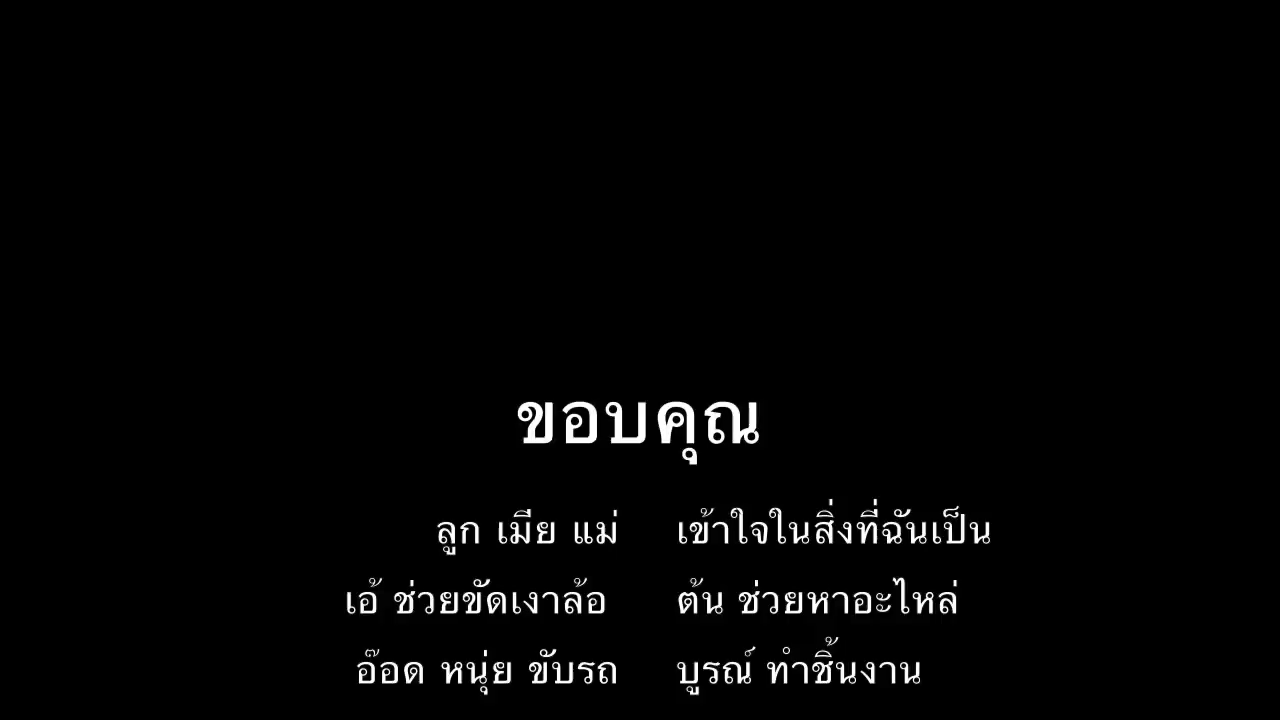 ขอบคุณ
ลูก เมีย แม่ เข้าใจในสิ่งที่ฉันเป็น
เอ้ ช่วยขัดเงาล้อ ต้น ช่วยหาอะไหล่
อ๊อด หนุ่ย ขับรถ บูรณ์ ทำชิ้นงาน